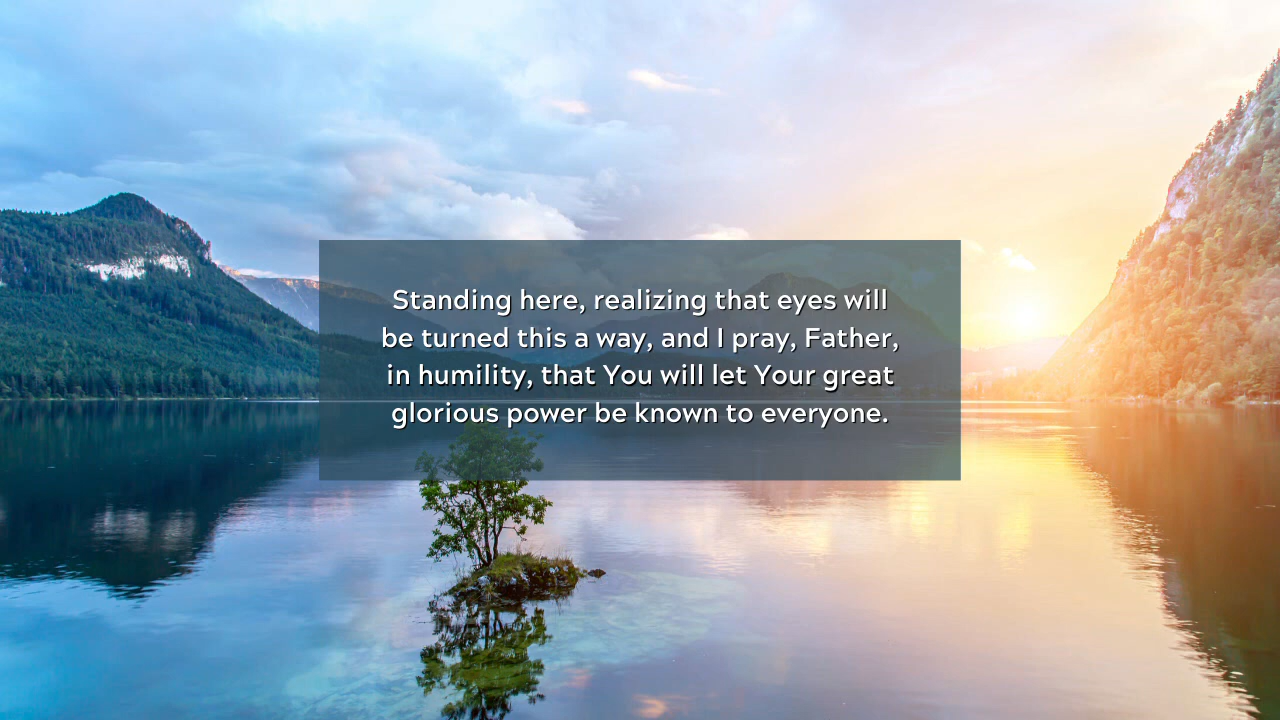 Standing here, realizing that eyes will
be turned this a way, and I pray, Father,
in humility, that You will let Your great
glorious power be known to everyone.